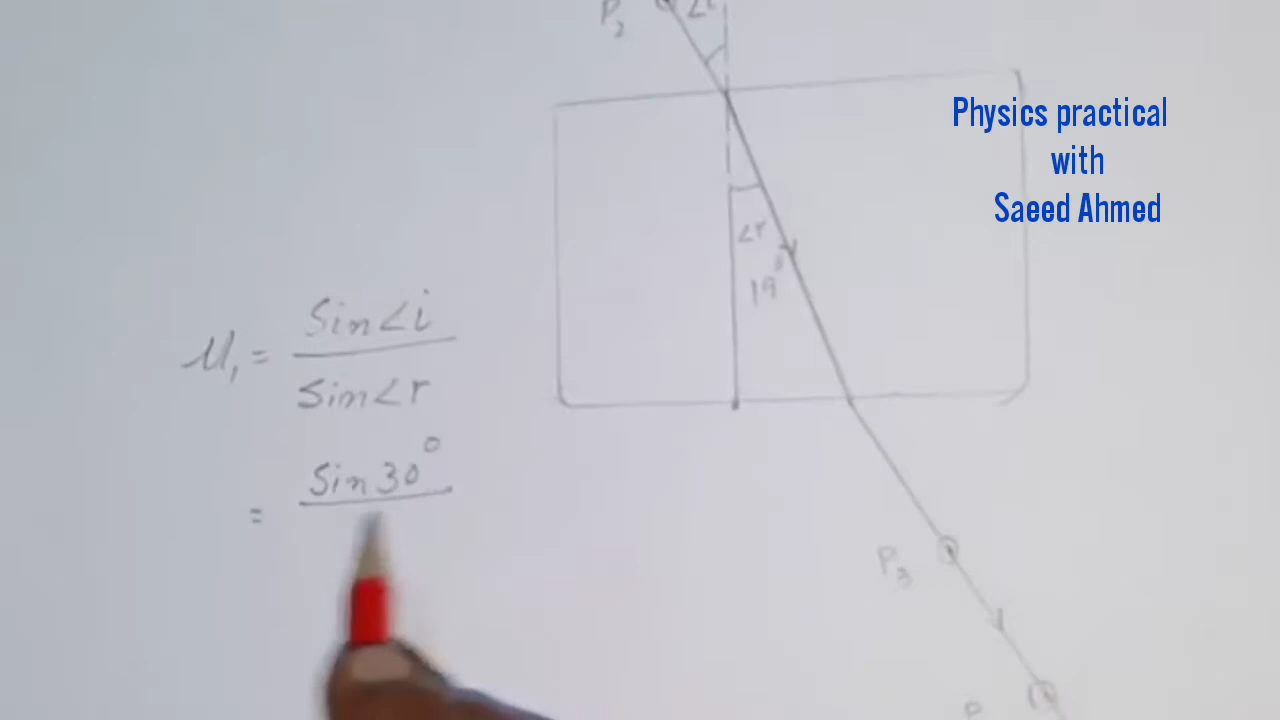 P2
∠i
Physics practical
with
Saeed Ahmed
∠r
19°
μ1 = Sin∠i
Sin∠r
= Sin 30°
P3
P